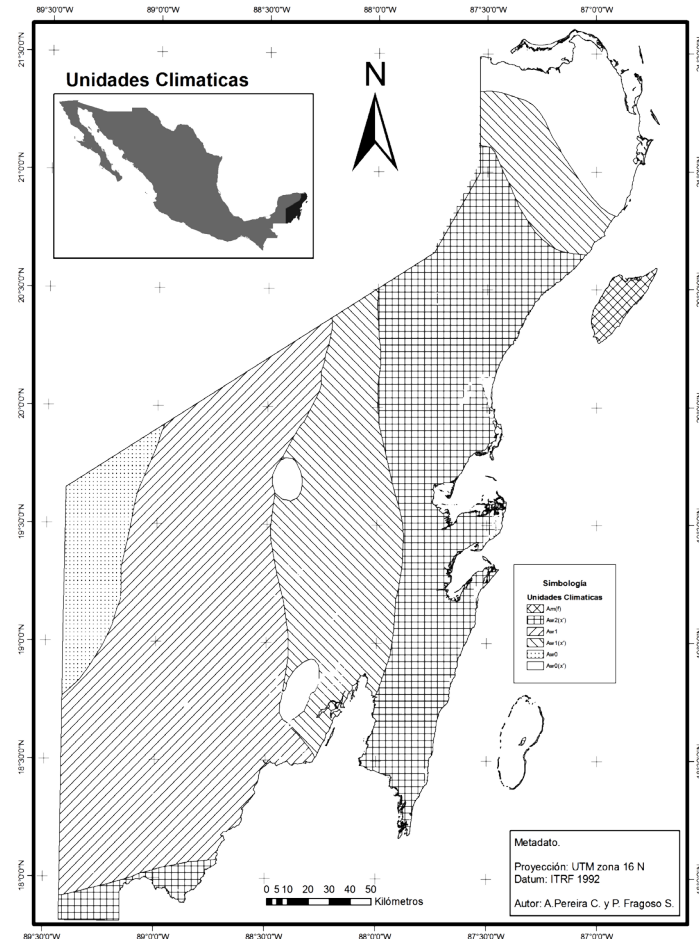 89°30'0"W 89°0'0"W 88°30'0"W 88°0'0"W 87°30'0"W 87°0'0"W
Unidades Climaticas
N
21°30'0"N
21°0'0"N
20°30'0"N
20°0'0"N
19°30'0"N
19°0'0"N
18°30'0"N
18°0'0"N
Simbología
Unidades Climaticas
Am(f)
Aw2(x')
Aw1
Aw1(x')
Aw0
Aw0(x')
Metadato.
Proyección: UTM zona 16 N
Datum: ITRF 1992
Autor: A.Pereira C. y P. Fragoso S.
0 5 10 20 30 40 50
Kilómetros
89°30'0"W 89°0'0"W 88°30'0"W 88°0'0"W 87°30'0"W 87°0'0"W